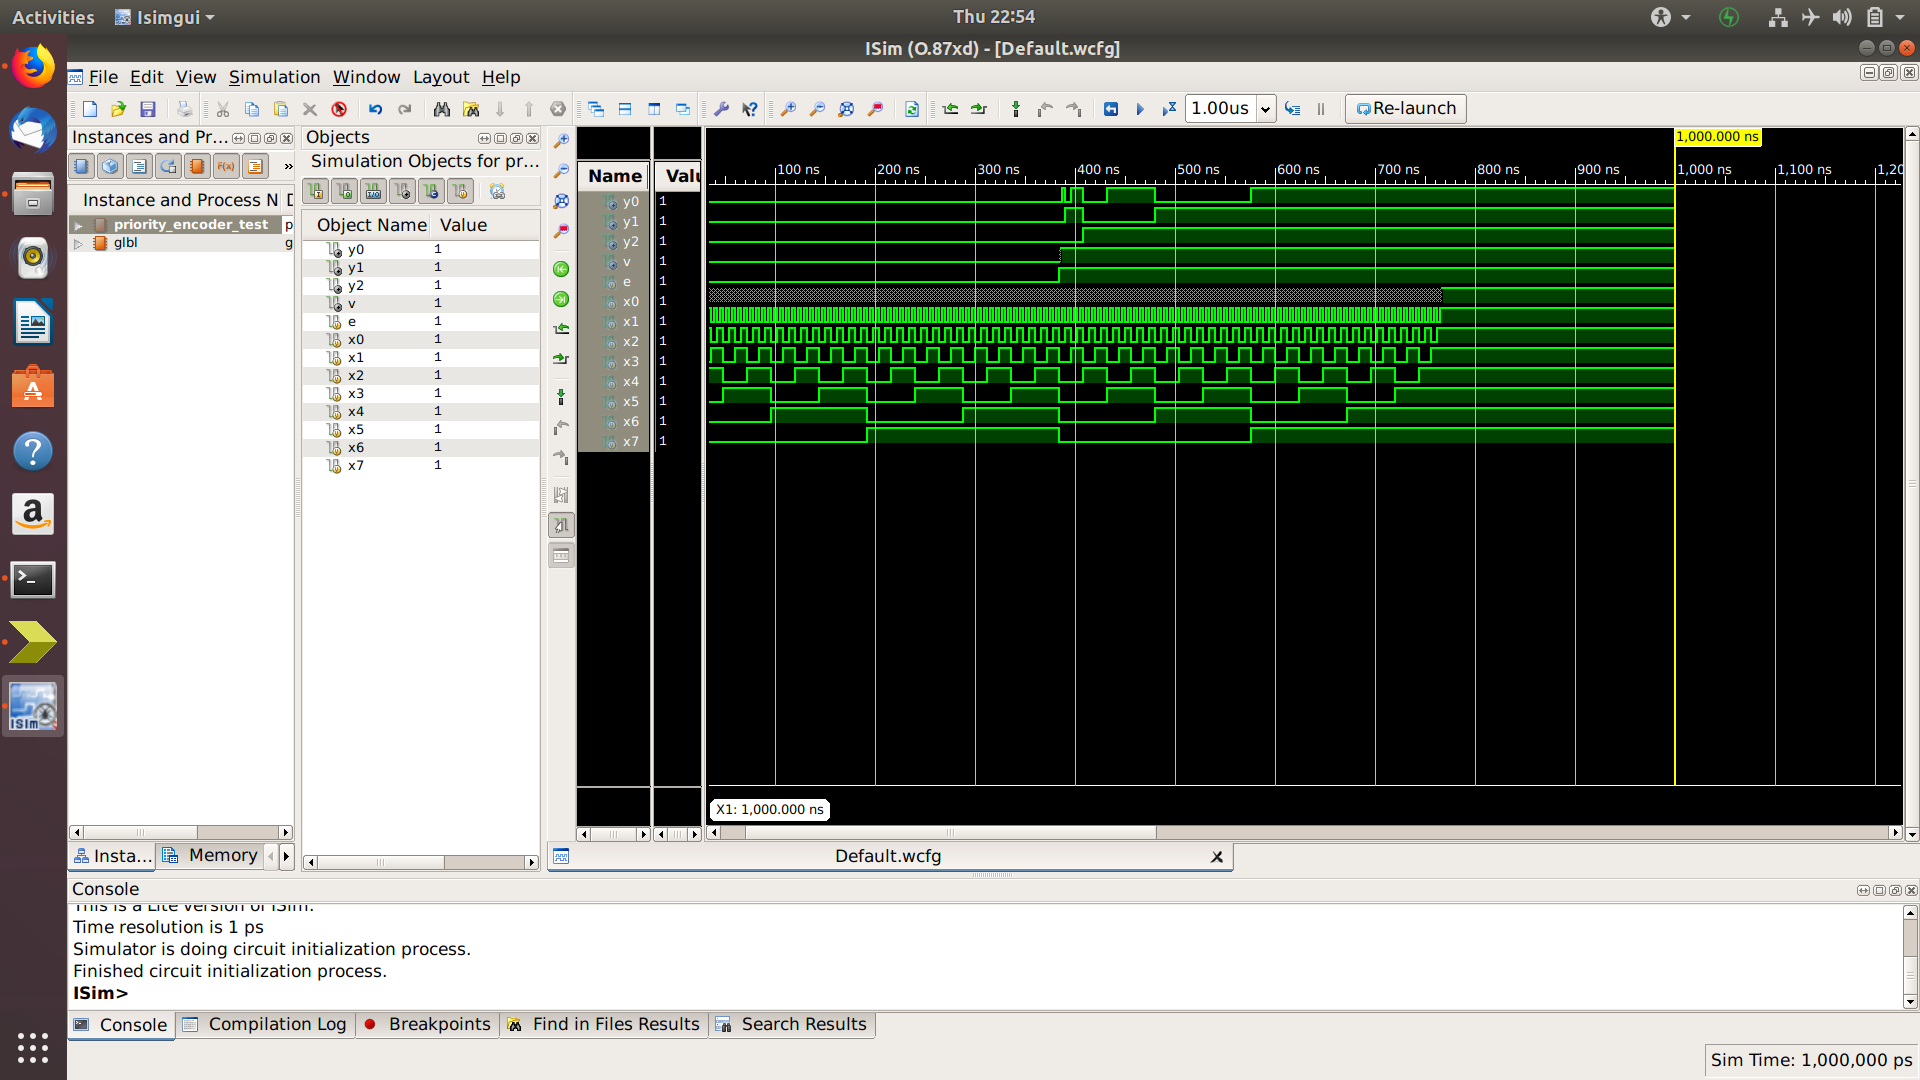 Activities
Isimgui
Thu 22:54
ISim (O.87xd) - [Default.wcfg]
File Edit View Simulation Window Layout Help
1.00us
Re-launch
Instances and Pr...
Instance and Process N D
priority_encoder_test p
glbl g
Insta...
Memory
Objects
Simulation Objects for pr...
Object Name Value
y0 1
y1 1
y2 1
v 1
e 1
x0 1
x1 1
x2 1
x3 1
x4 1
x5 1
x6 1
x7 1
Name Valu
y0 1
y1 1
y2 1
v 1
e 1
x0 1
x1 1
x2 1
x3 1
x4 1
x5 1
x6 1
x7 1
1,000.000 ns
100 ns 200 ns 300 ns 400 ns 500 ns 600 ns 700 ns 800 ns 900 ns 1,000 ns 1,100 ns 1,20
X1: 1,000.000 ns
Default.wcfg
Console
This is a Lite version of ISim.
Time resolution is 1 ps
Simulator is doing circuit initialization process.
Finished circuit initialization process.
ISim>
Console Compilation Log Breakpoints Find in Files Results Search Results
Sim Time: 1,000,000 ps